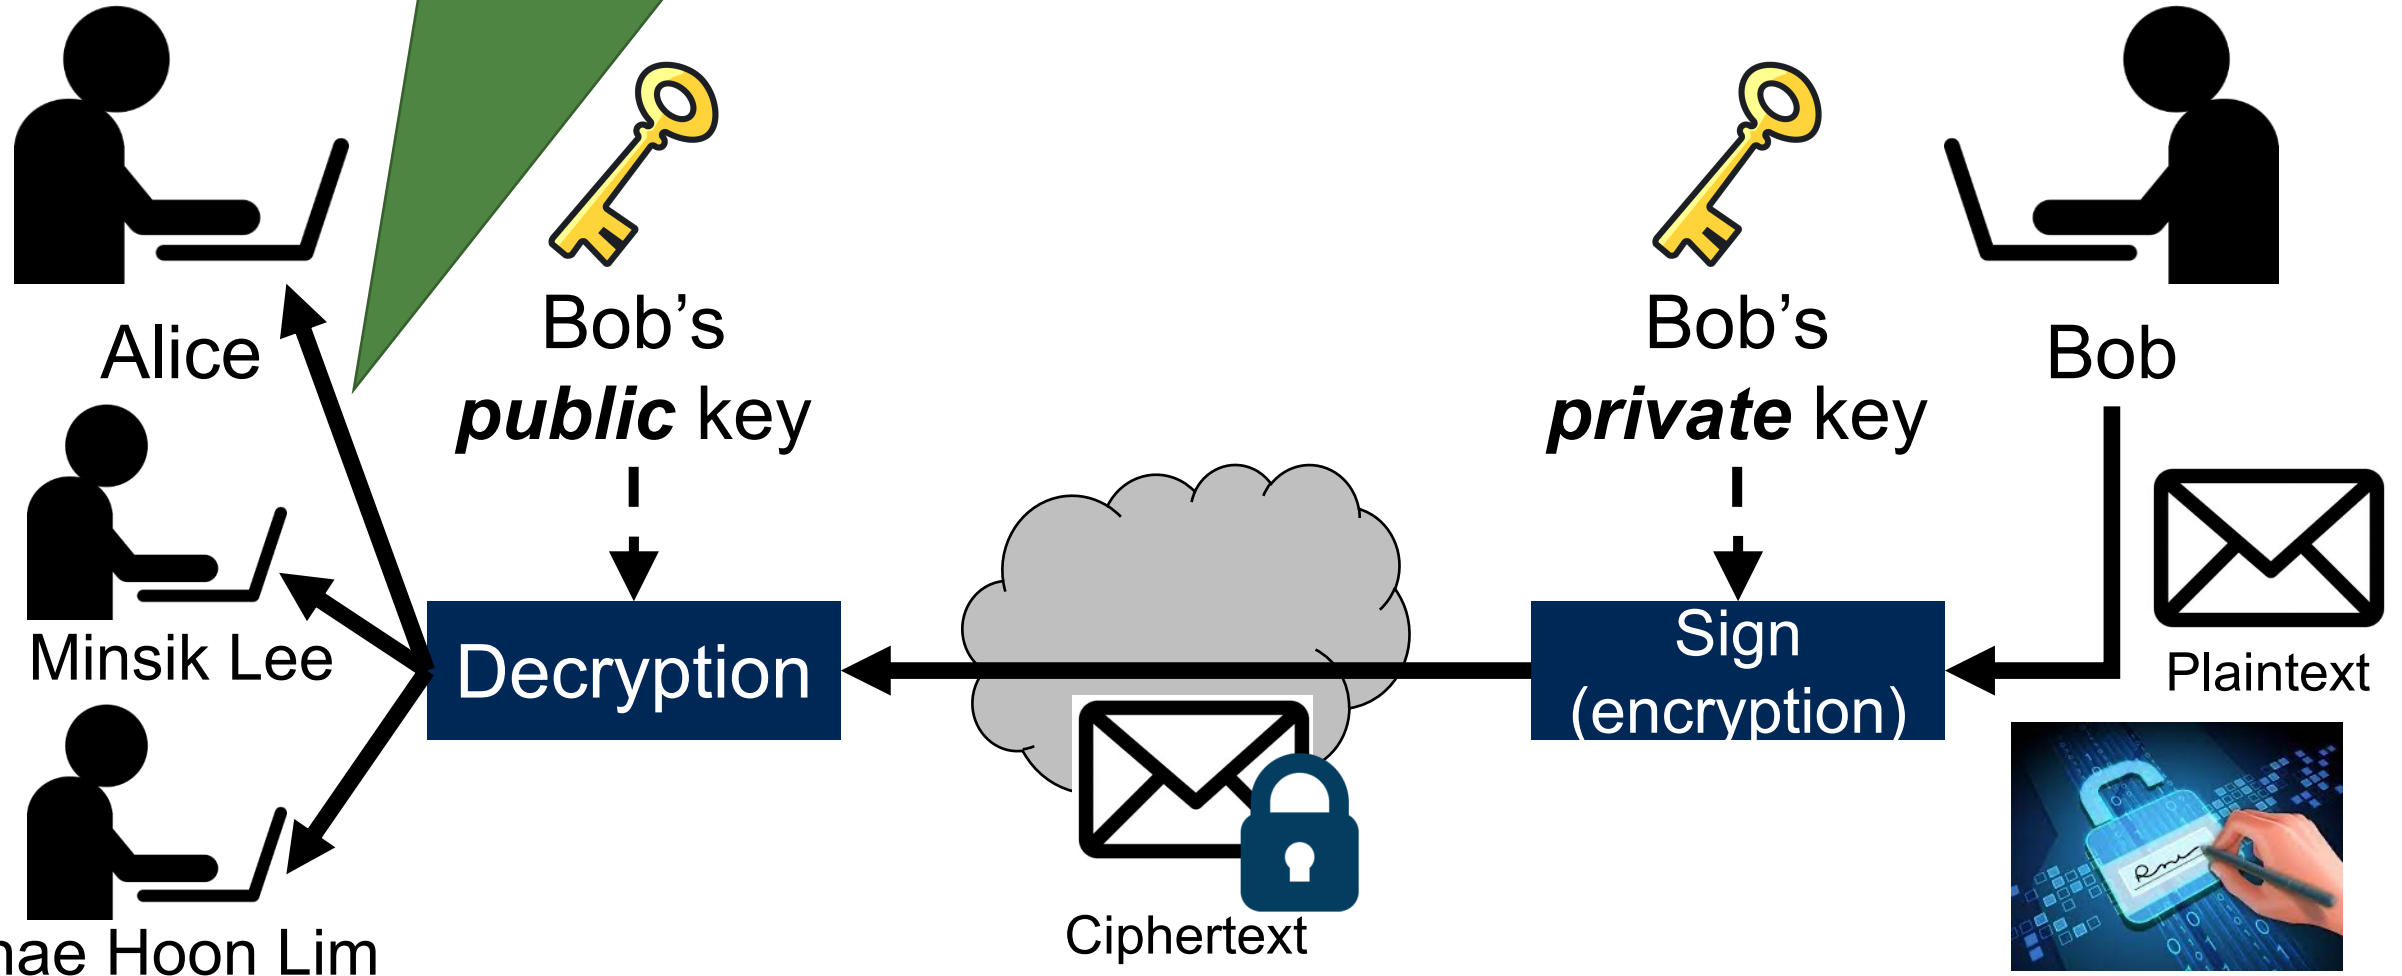 Alice
Bob's
public key
Bob's
private key
Bob
Minsik Lee
Decryption
Sign
(encryption)
Plaintext
Ciphertext
Hoon Lim